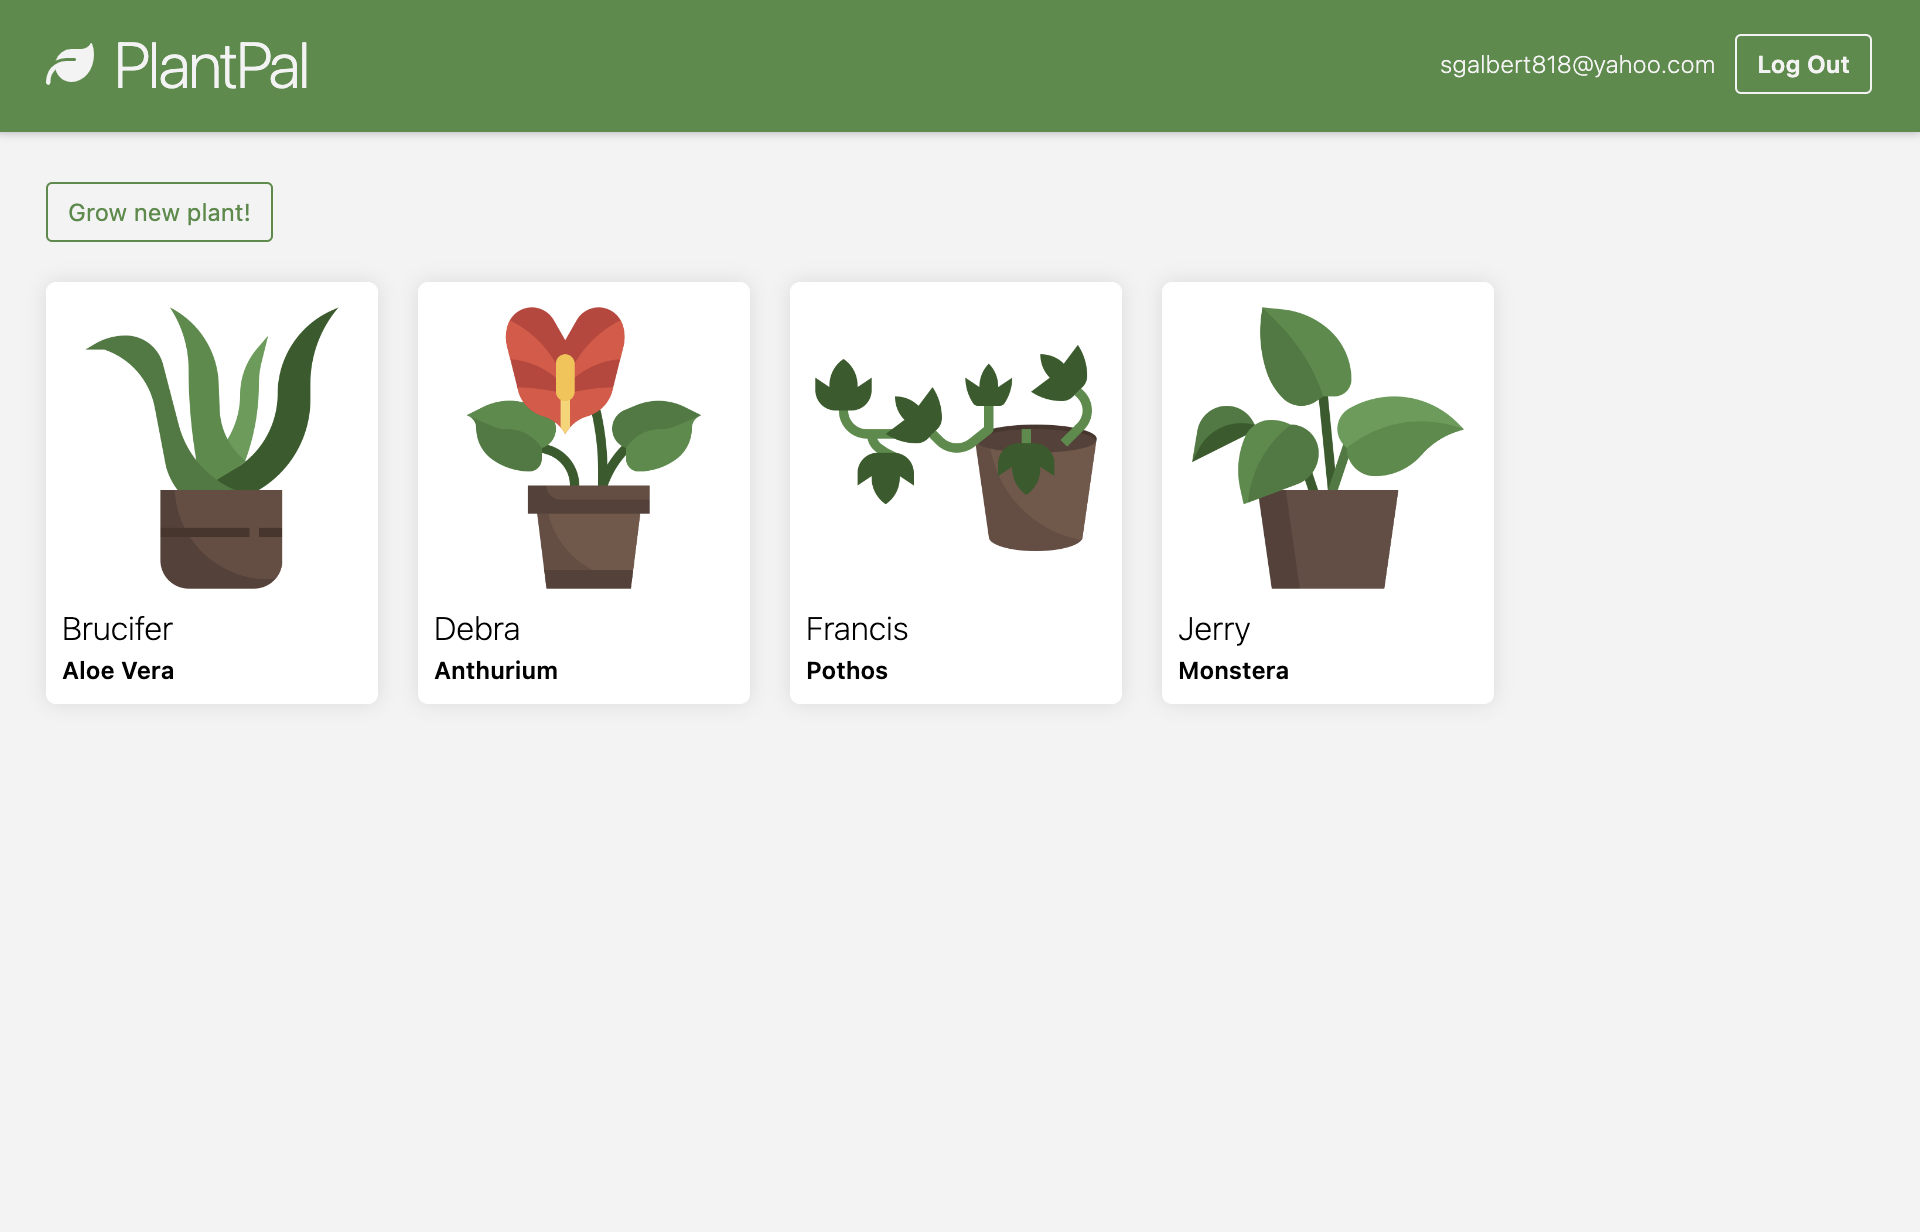 PlantPal
sgalbert818@yahoo.com
Log Out
Grow new plant!
Brucifer
Aloe Vera
Debra
Anthurium
Francis
Pothos
Jerry
Monstera